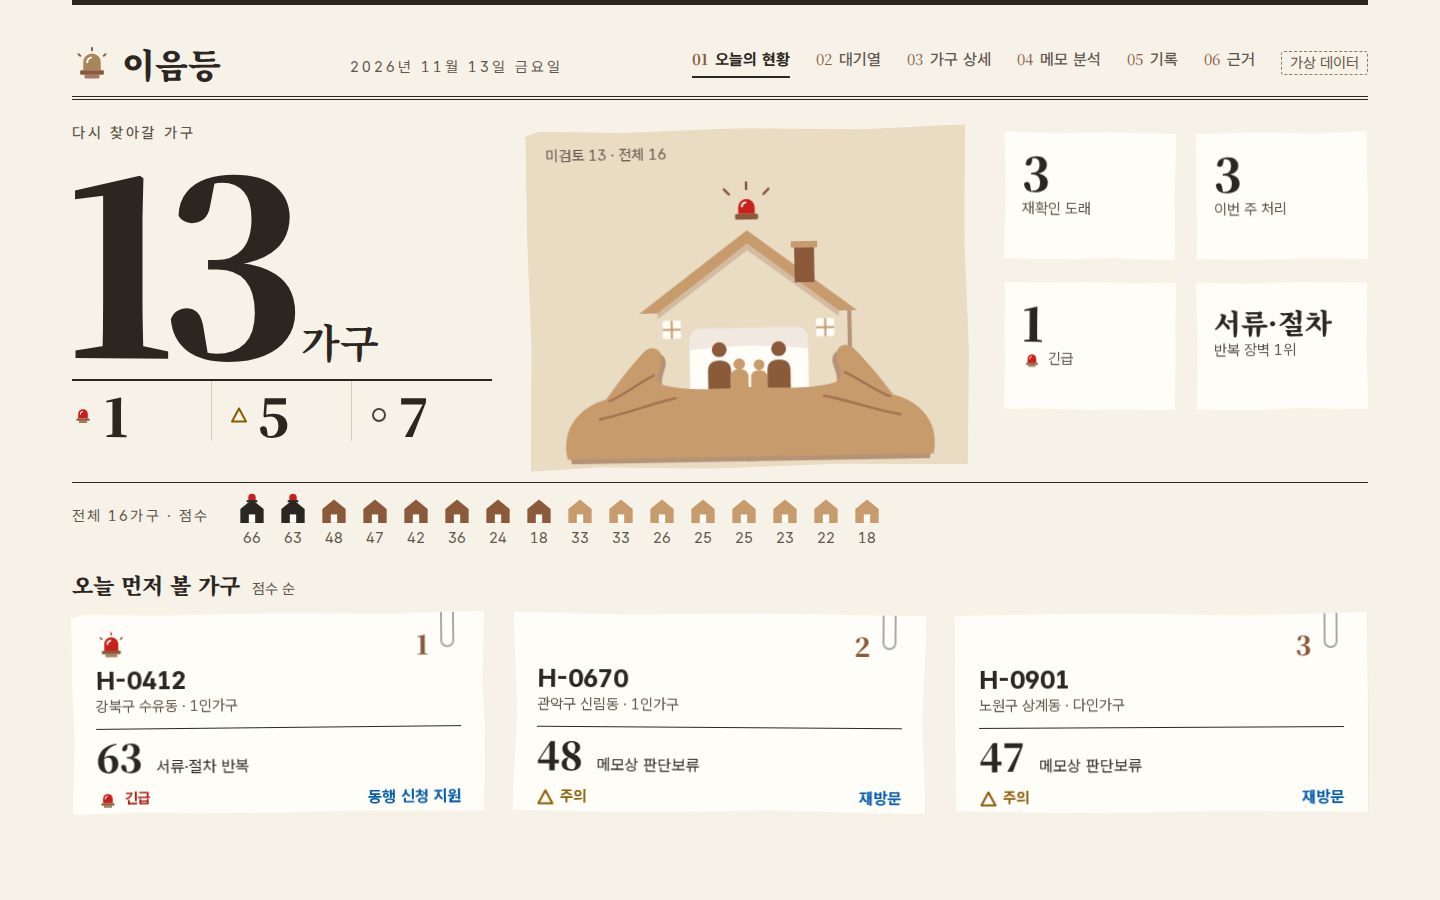 이음등
2026년 11월 13일 금요일
01 오늘의 현황
02 대기열
03 가구 상세
04 메모 분석
05 기록
06 근거
가상 데이터
다시 찾아갈 가구
13가구
1
5
7
미검토 13 · 전체 16
3
재확인 도래
3
이번 주 처리
1
긴급
서류·절차
반복 장벽 1위
전체 16가구 · 점수
66 63 48 47 42 36 24 18 33 33 26 25 25 23 22 18
오늘 먼저 볼 가구 점수 순
1
H-0412
강북구 수유동 · 1인가구
63 서류·절차 반복
긴급
동행 신청 지원
2
H-0670
관악구 신림동 · 1인가구
48 메모상 판단보류
주의
재방문
3
H-0901
노원구 상계동 · 다인가구
47 메모상 판단보류
주의
재방문